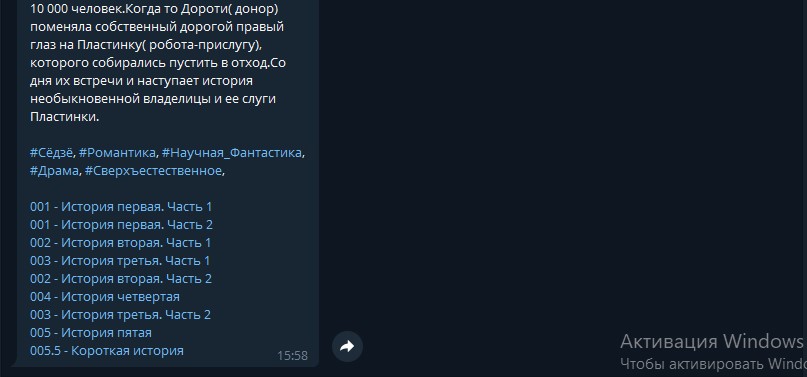 10 000 человек.Когда то Дороти( донор)
поменяла собственный дорогой правый
глаз на Пластинку( робота-прислугу),
которого собирались пустить в отход.Со
дня их встречи и наступает история
необыкновенной владелицы и ее слуги
Пластинки.
#Сёдзё, #Романтика, #Научная_Фантастика,
#Драма, #Сверхъестественное,
001 - История первая. Часть 1
001 - История первая. Часть 2
002 - История вторая. Часть 1
003 - История третья. Часть 1
002 - История вторая. Часть 2
004 - История четвертая
003 - История третья. Часть 2
005 - История пятая
005.5 - Короткая история
15:58
Активация Windows
Чтобы активировать